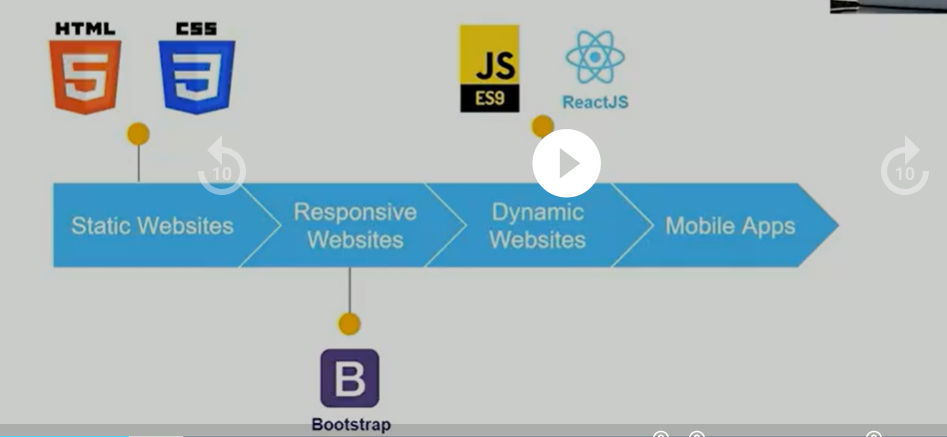 HTML
CSS
5
3
JS
ES9
ReactJS
10
10
Static Websites
Responsive
Websites
Dynamic
Websites
Mobile Apps
B
Bootstrap